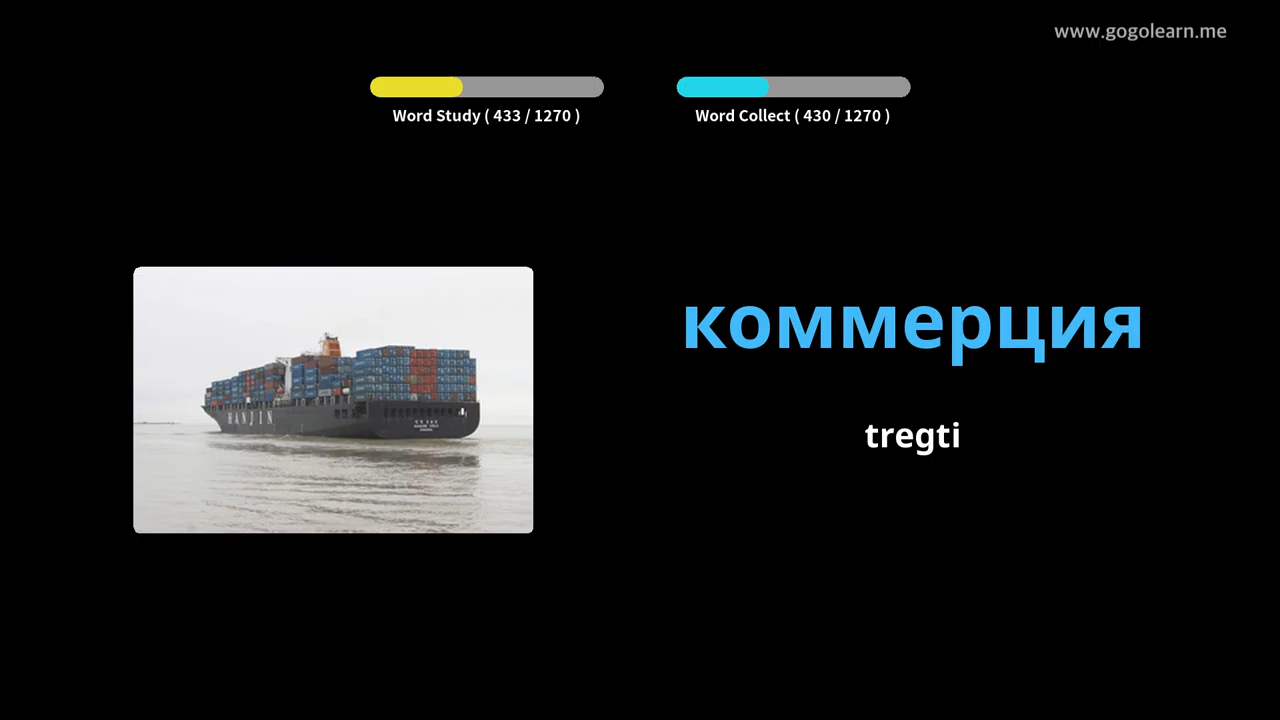 www.gogolearn.me
Word Study ( 433 / 1270 )
Word Collect ( 430 / 1270 )
коммерция
tregti
HANJIN